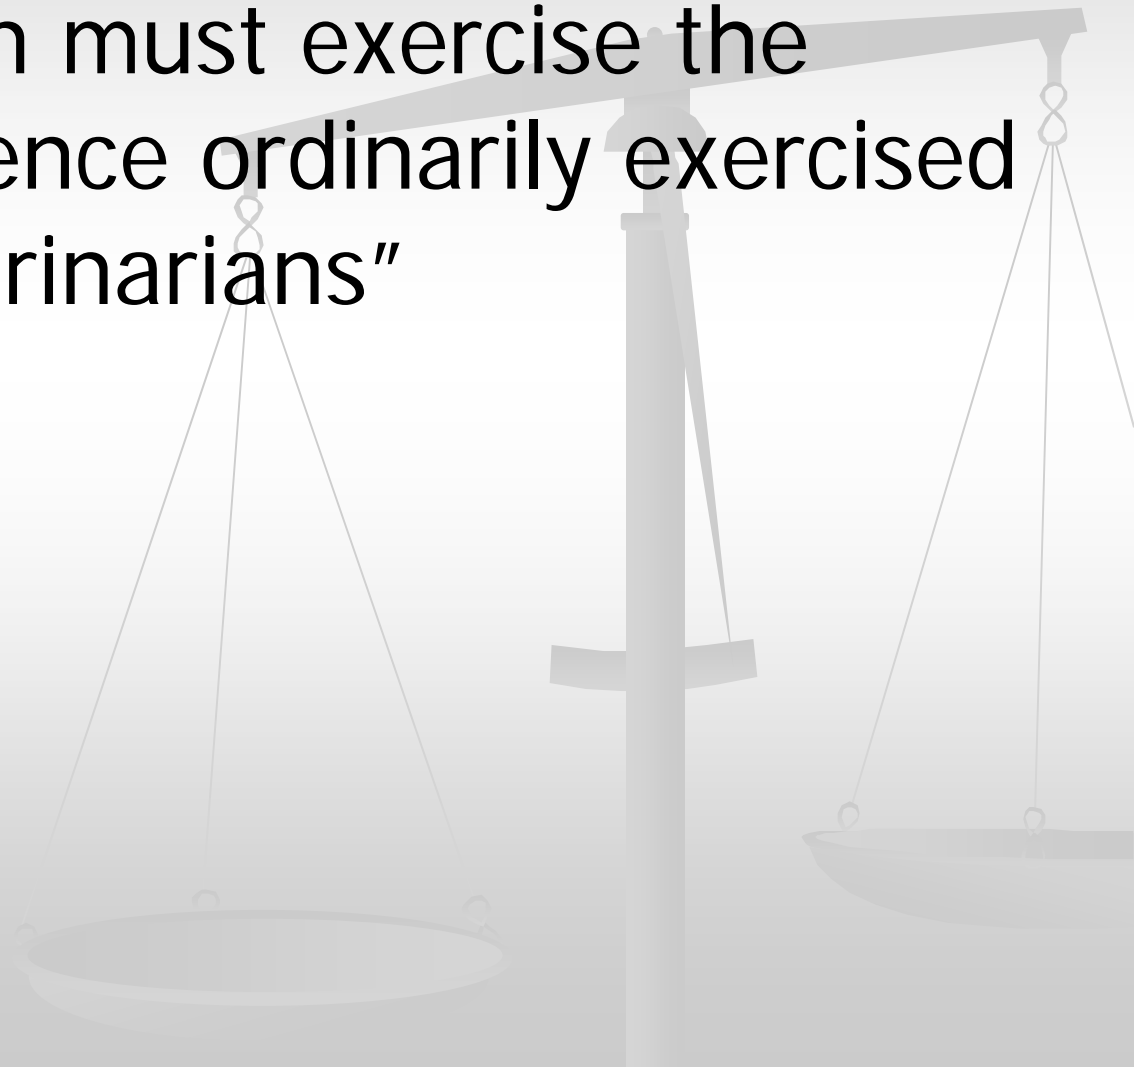 n must exercise the
ence ordinarily exercised
rinarians”